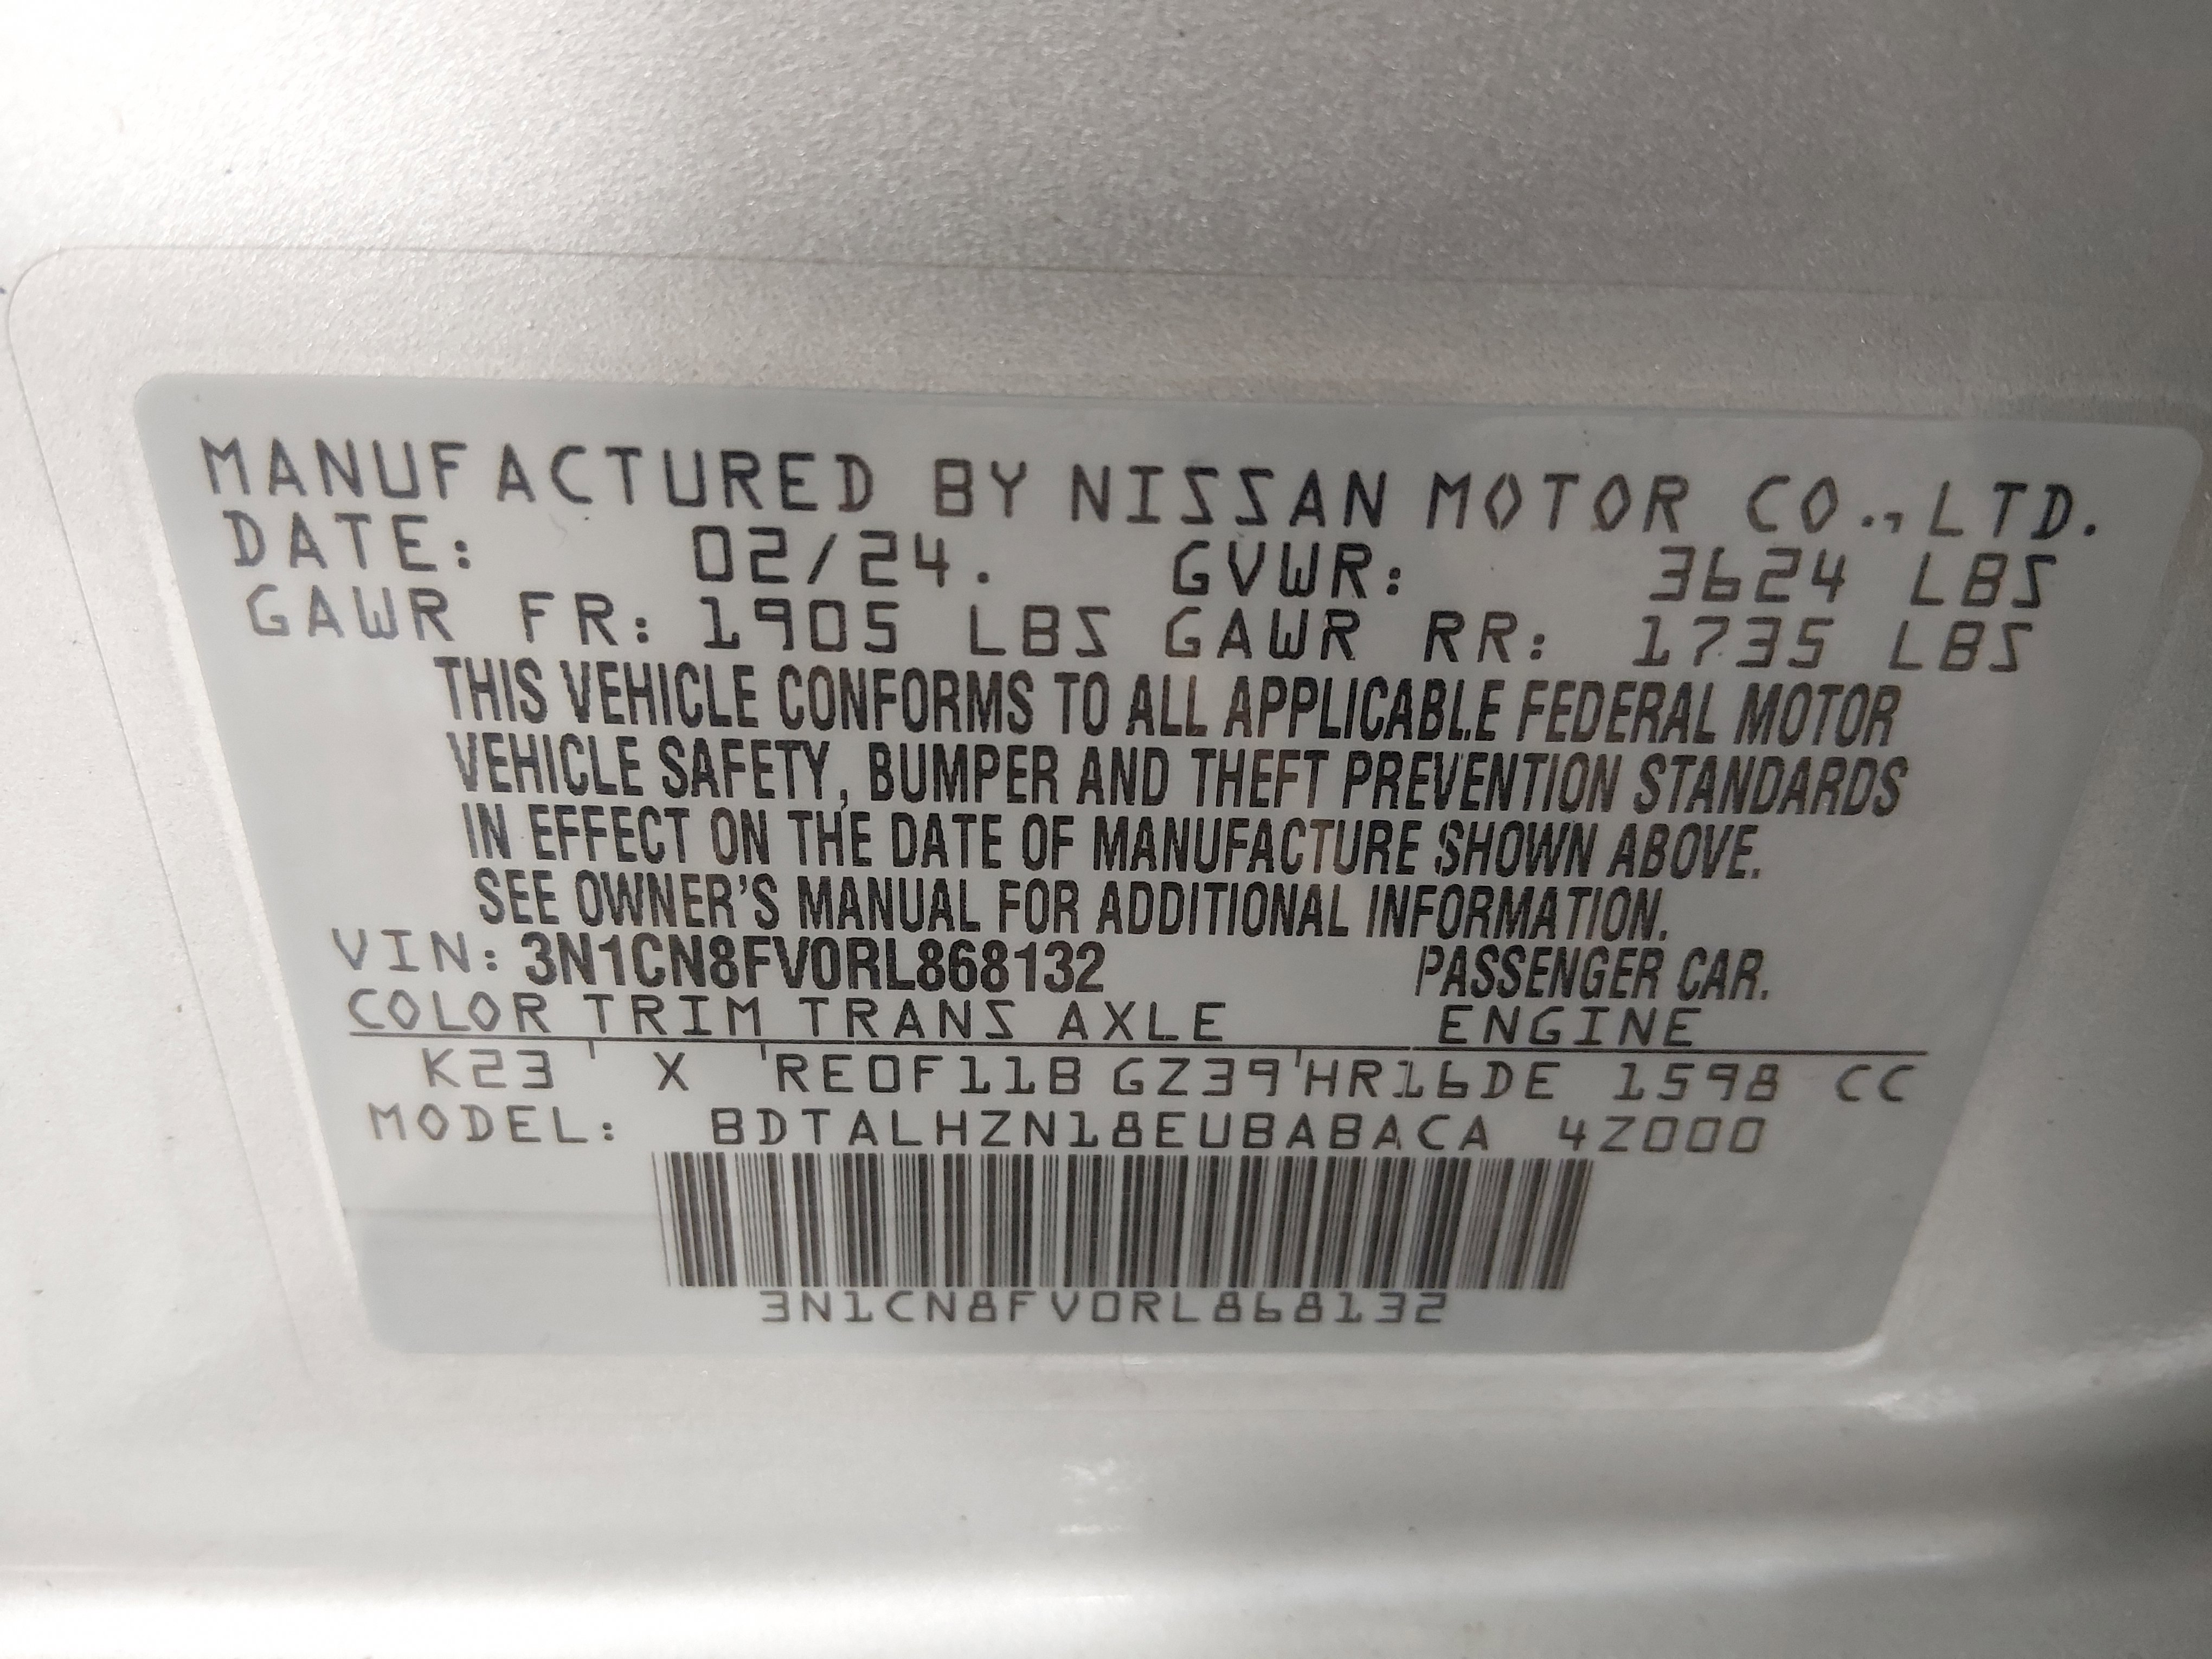 MANUFACTURED BY NISSAN MOTOR CO.,LTD.
DATE: 02/24. GVWR: 3624 LBS
GAWR FR: 1905 LBS GAWR RR: 1735 LBS
THIS VEHICLE CONFORMS TO ALL APPLICABLE FEDERAL MOTOR
VEHICLE SAFETY, BUMPER AND THEFT PREVENTION STANDARDS
IN EFFECT ON THE DATE OF MANUFACTURE SHOWN ABOVE.
SEE OWNER'S MANUAL FOR ADDITIONAL INFORMATION.
VIN: 3N1CN8FV0RL868132 PASSENGER CAR.
COLOR TRIM TRANS AXLE ENGINE
K23 X RE0F11B GZ39 HR16DE 1598 CC
MODEL: BDTALHZN18EUBABACA 4Z000
3N1CN8FV0RL868132